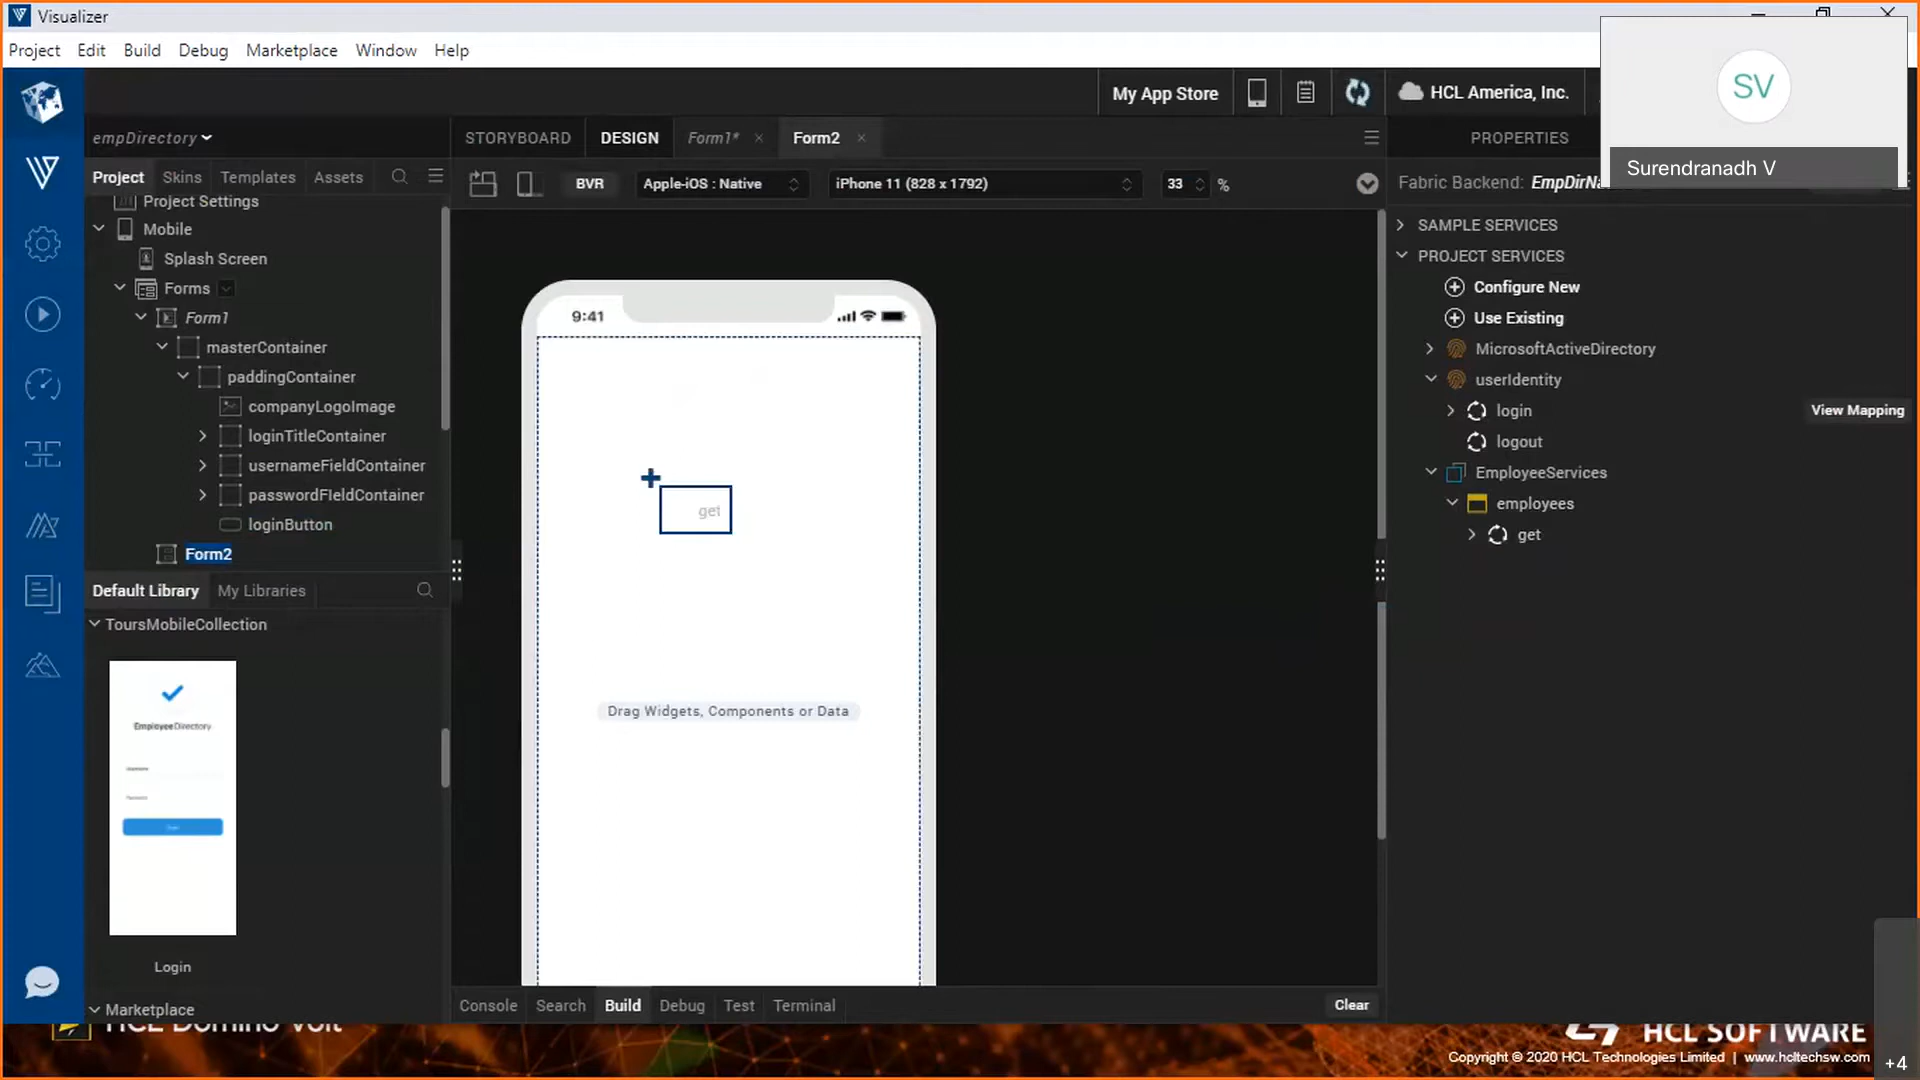 Visualizer
Project Edit Build Debug Marketplace Window Help
SV
Surendranadh V
My App Store
HCL America, Inc.
empDirectory
STORYBOARD DESIGN Form1* × Form2 ×
PROPERTIES
Project Skins Templates Assets
BVR Apple-iOS : Native iPhone 11 (828 x 1792) 33 %
Fabric Backend: EmpDirNa
Project Settings
Mobile
Splash Screen
Forms
Form1
masterContainer
paddingContainer
companyLogoImage
loginTitleContainer
usernameFieldContainer
passwordFIeldContainer
loginButton
Form2
Default Library My Libraries
ToursMobileCollection
EmployeeDirectory
Login
Marketplace
9:41
get
Drag Widgets, Components or Data
SAMPLE SERVICES
PROJECT SERVICES
Configure New
Use Existing
MicrosoftActiveDirectory
userIdentity
login View Mapping
logout
EmployeeServices
employees
get
Console Search Build Debug Test Terminal Clear
HCL Domino Volt
HCL SOFTWARE
Copyright © 2020 HCL Technologies Limited | www.hcltechsw.com
+4